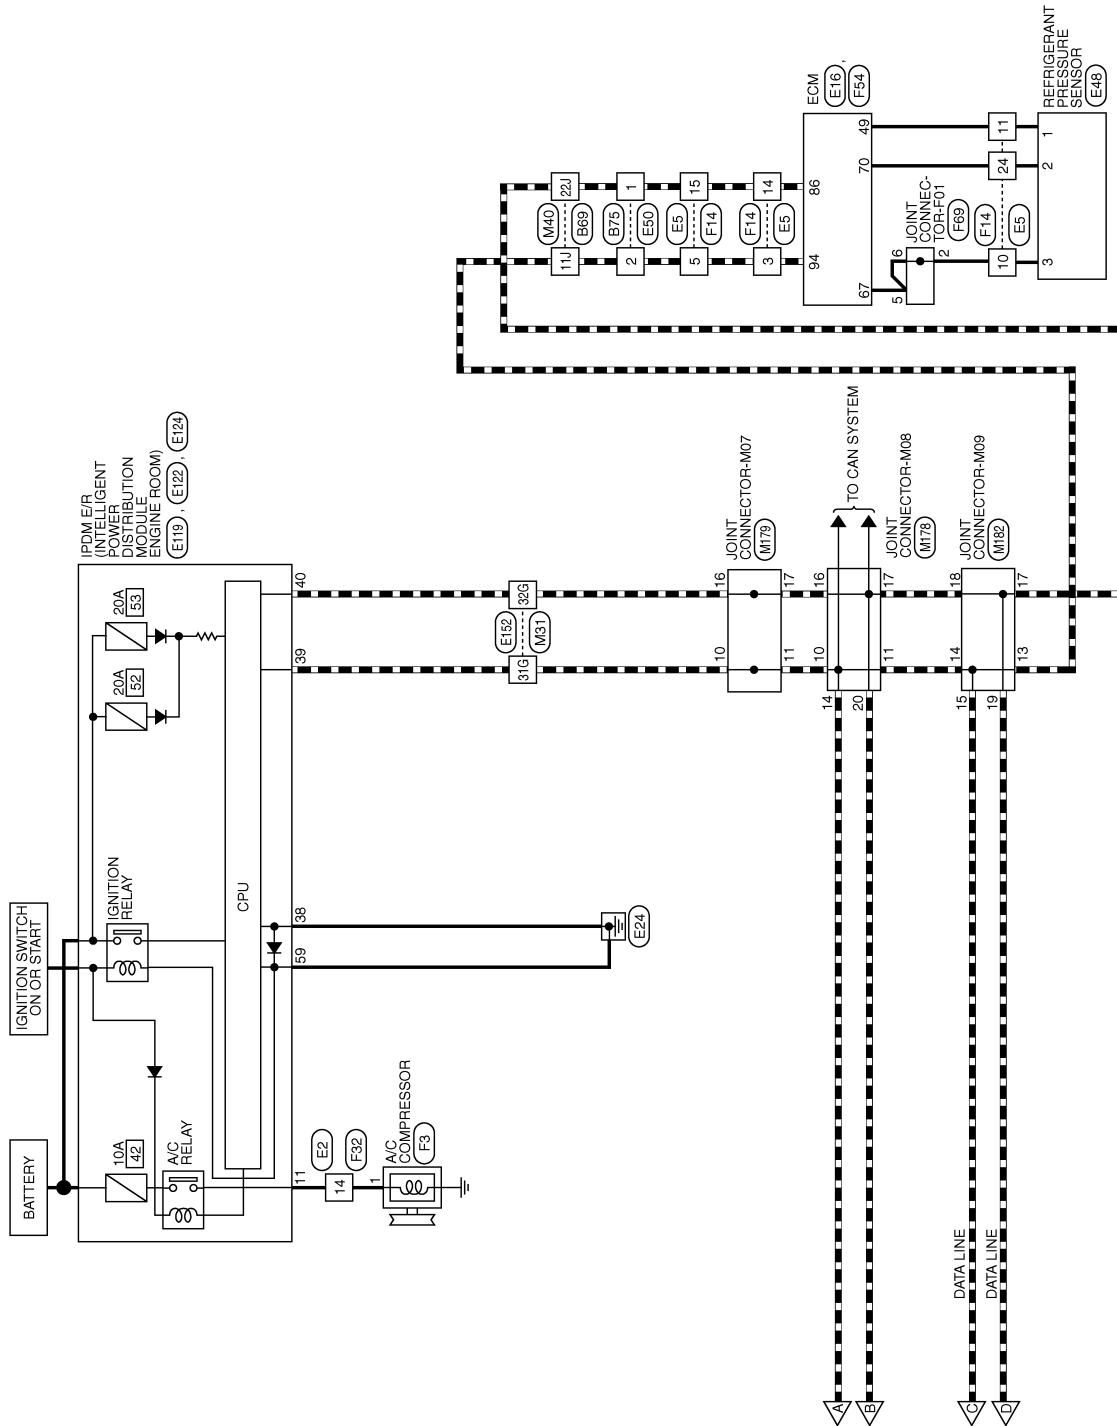 BATTERY
IGNITION SWITCH
ON OR START
10A
42
A/C
RELAY
IGNITION
RELAY
20A
52
20A
53
IPDM E/R
(INTELLIGENT
POWER
DISTRIBUTION
MODULE
ENGINE ROOM)
E119 , E122 , E124
CPU
11
59
38
39
40
E2
14
F32
1
A/C
COMPRESSOR
F3
E24
31G
E152
M31
32G
M40
11J
22J
B69
B75
2
1
E50
E5
5
15
F14
F14
3
14
E5
94
86
ECM
E16 ,
F54
67
70
49
5
6
2
JOINT
CONNEC-
TOR-F01
F69
F14
10
24
11
E5
3
2
1
REFRIGERANT
PRESSURE
SENSOR
E48
10
16
JOINT
CONNECTOR-M07
M179
11
17
14
10
16
TO CAN SYSTEM
20
11
17
JOINT
CONNECTOR-M08
M178
15
14
18
JOINT
CONNECTOR-M09
M182
19
13
17
DATA LINE
DATA LINE
A
B
C
D